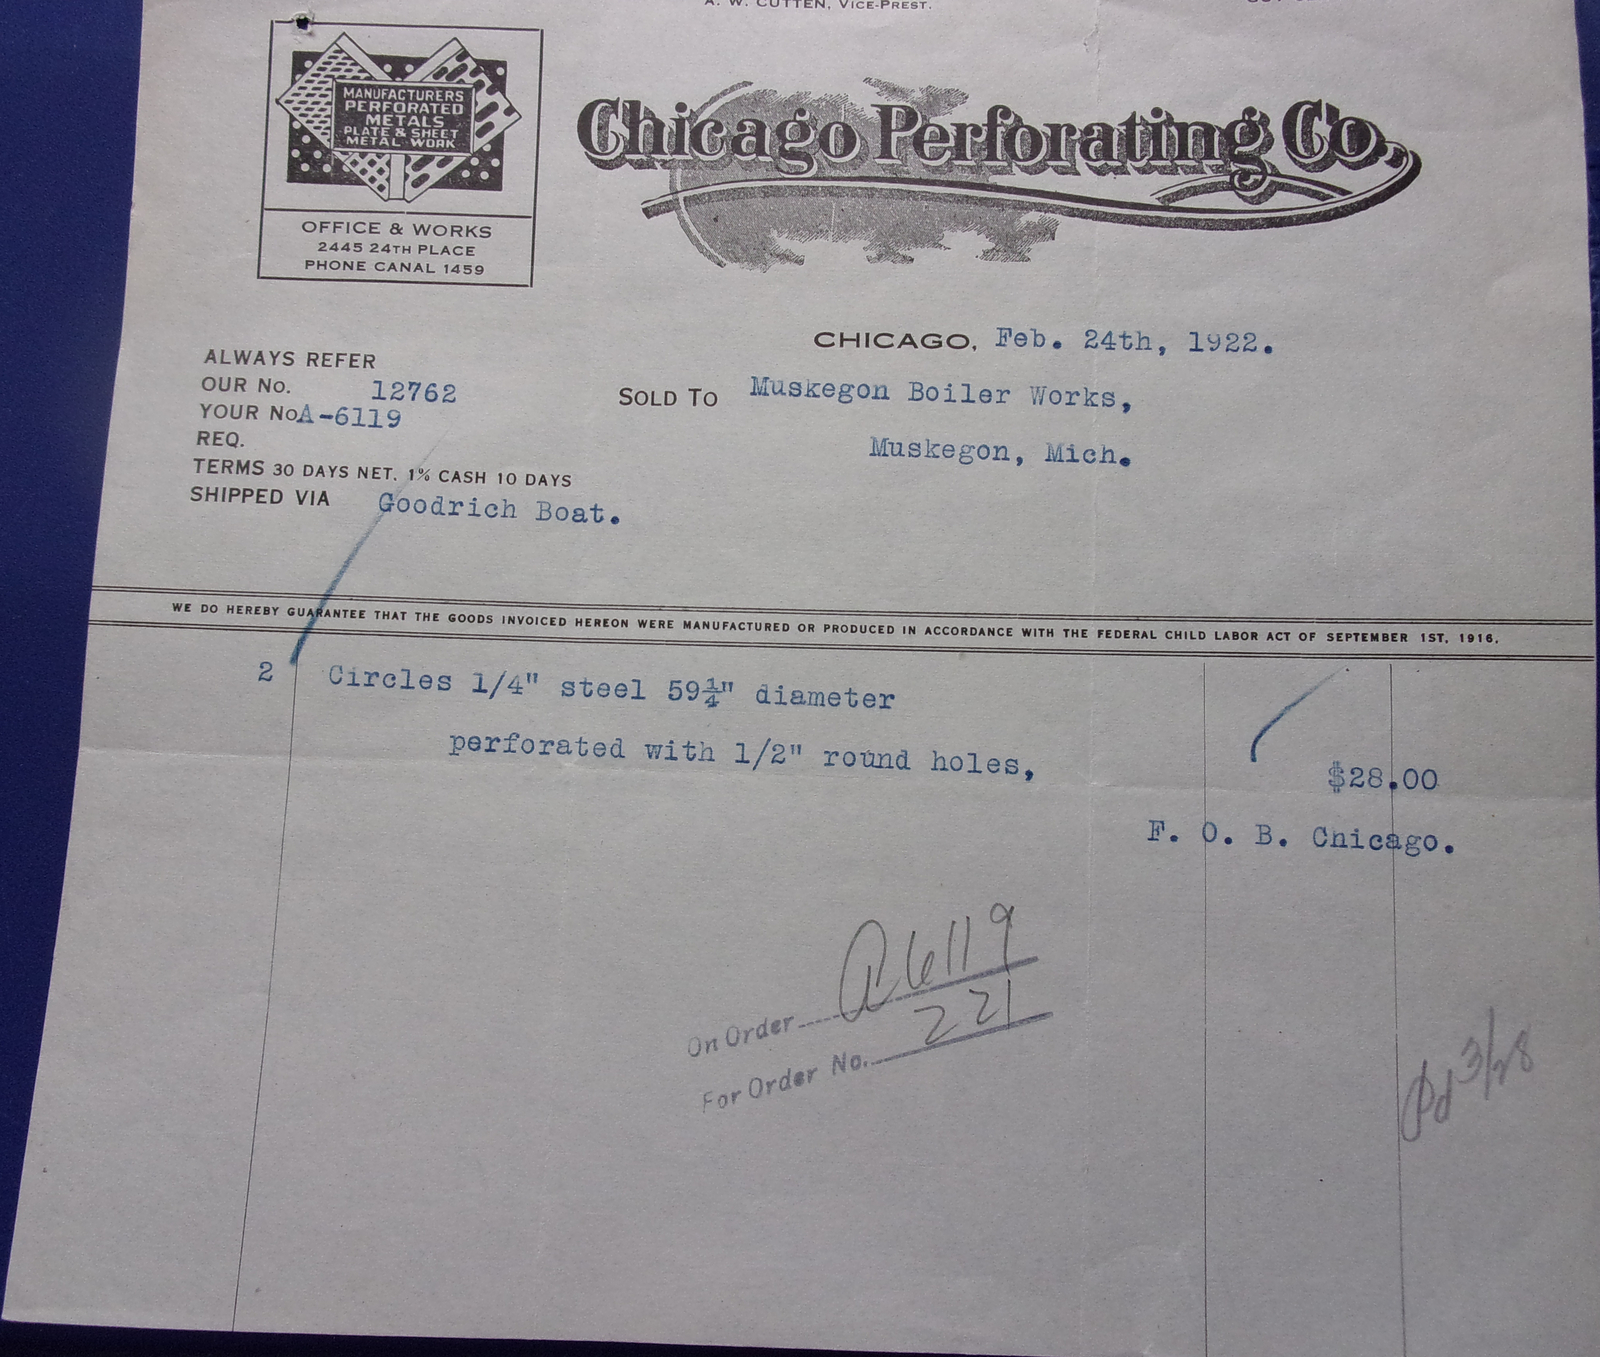 A. W. CUTTEN, VICE-PREST.
MANUFACTURERS
PERFORATED
METALS
PLATE & SHEET
METAL WORK
OFFICE & WORKS
2445 24TH PLACE
PHONE CANAL 1459
Chicago Perforating Co.
CHICAGO, Feb. 24th, 1922.
ALWAYS REFER
OUR No. 12762
YOUR No A-6119
REQ.
TERMS 30 DAYS NET. 1% CASH 10 DAYS
SHIPPED VIA Goodrich Boat.
SOLD TO Muskegon Boiler Works,
Muskegon, Mich.
WE DO HEREBY GUARANTEE THAT THE GOODS INVOICED HEREON WERE MANUFACTURED OR PRODUCED IN ACCORDANCE WITH THE FEDERAL CHILD LABOR ACT OF SEPTEMBER 1ST, 1916.
2 Circles 1/4" steel 59¼" diameter
perforated with 1/2" round holes,
$28.00
F. O. B. Chicago.
On Order A6119
For Order No. 221
Pd 3/28